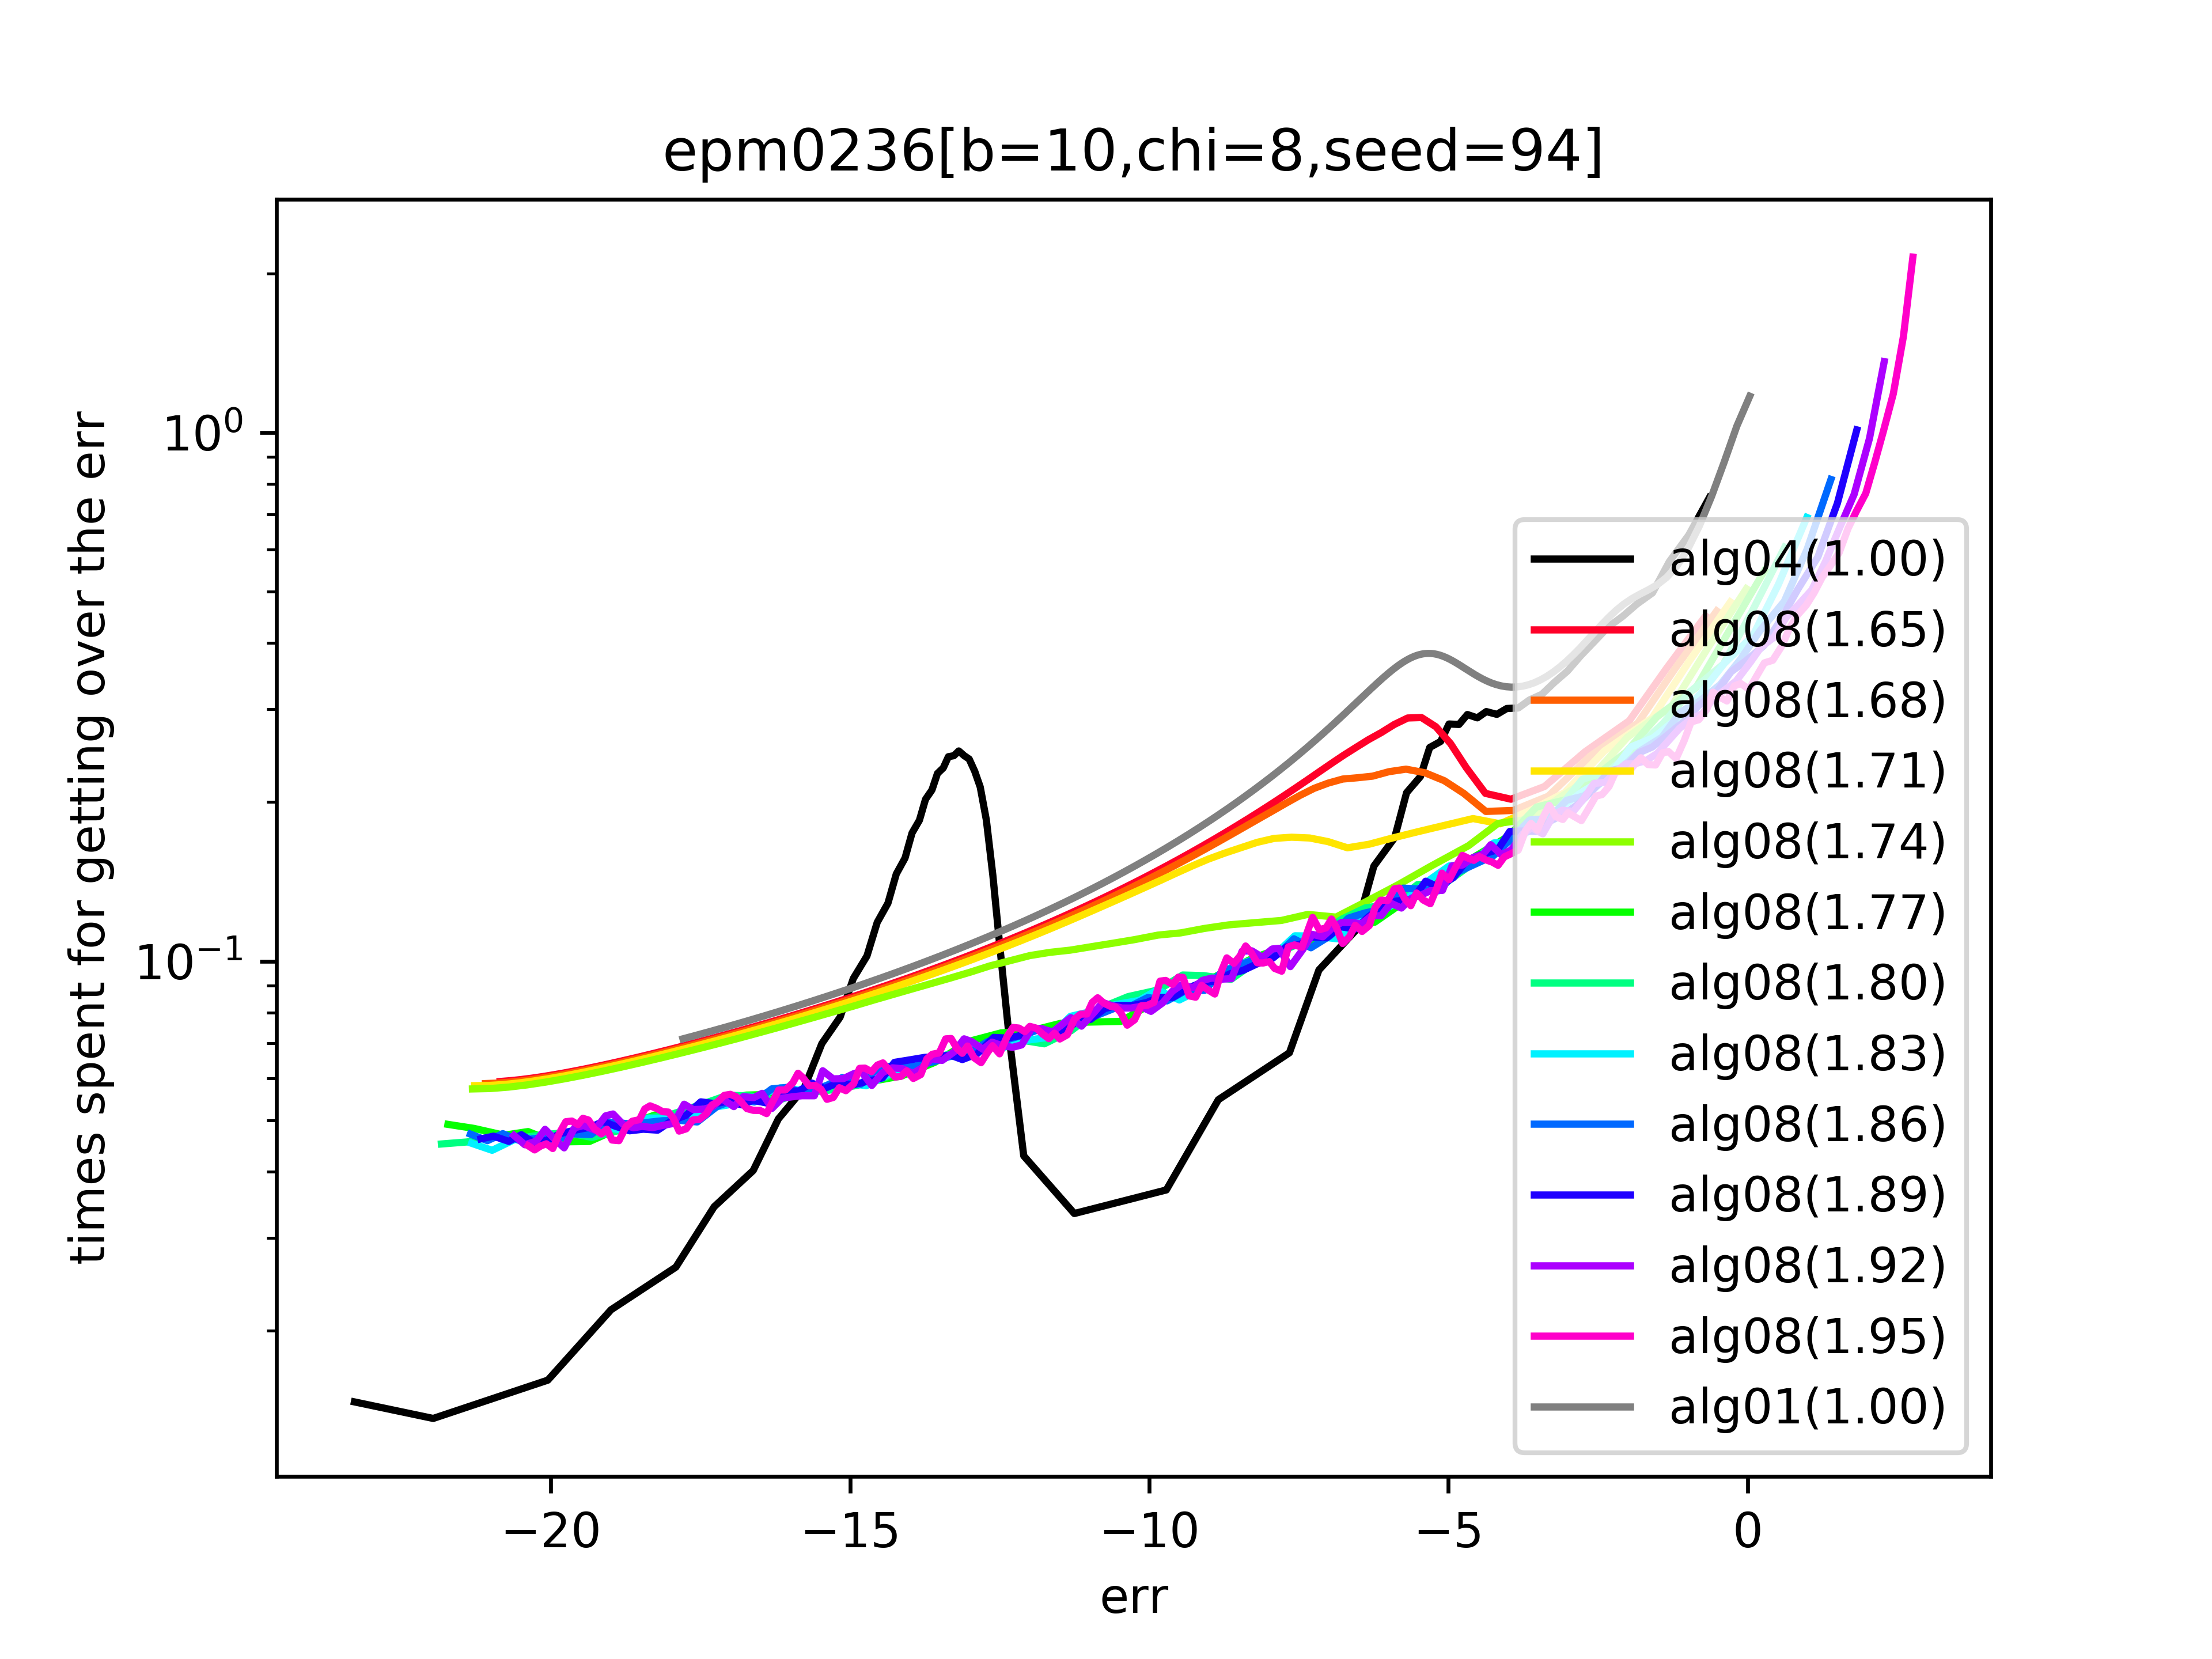 epm0236[b=10,chi=8,seed=94]
times spent for getting over the err
10⁰
10⁻¹
alg04(1.00)
alg08(1.65)
alg08(1.68)
alg08(1.71)
alg08(1.74)
alg08(1.77)
alg08(1.80)
alg08(1.83)
alg08(1.86)
alg08(1.89)
alg08(1.92)
alg08(1.95)
alg01(1.00)
−20 −15 −10 −5 0
err